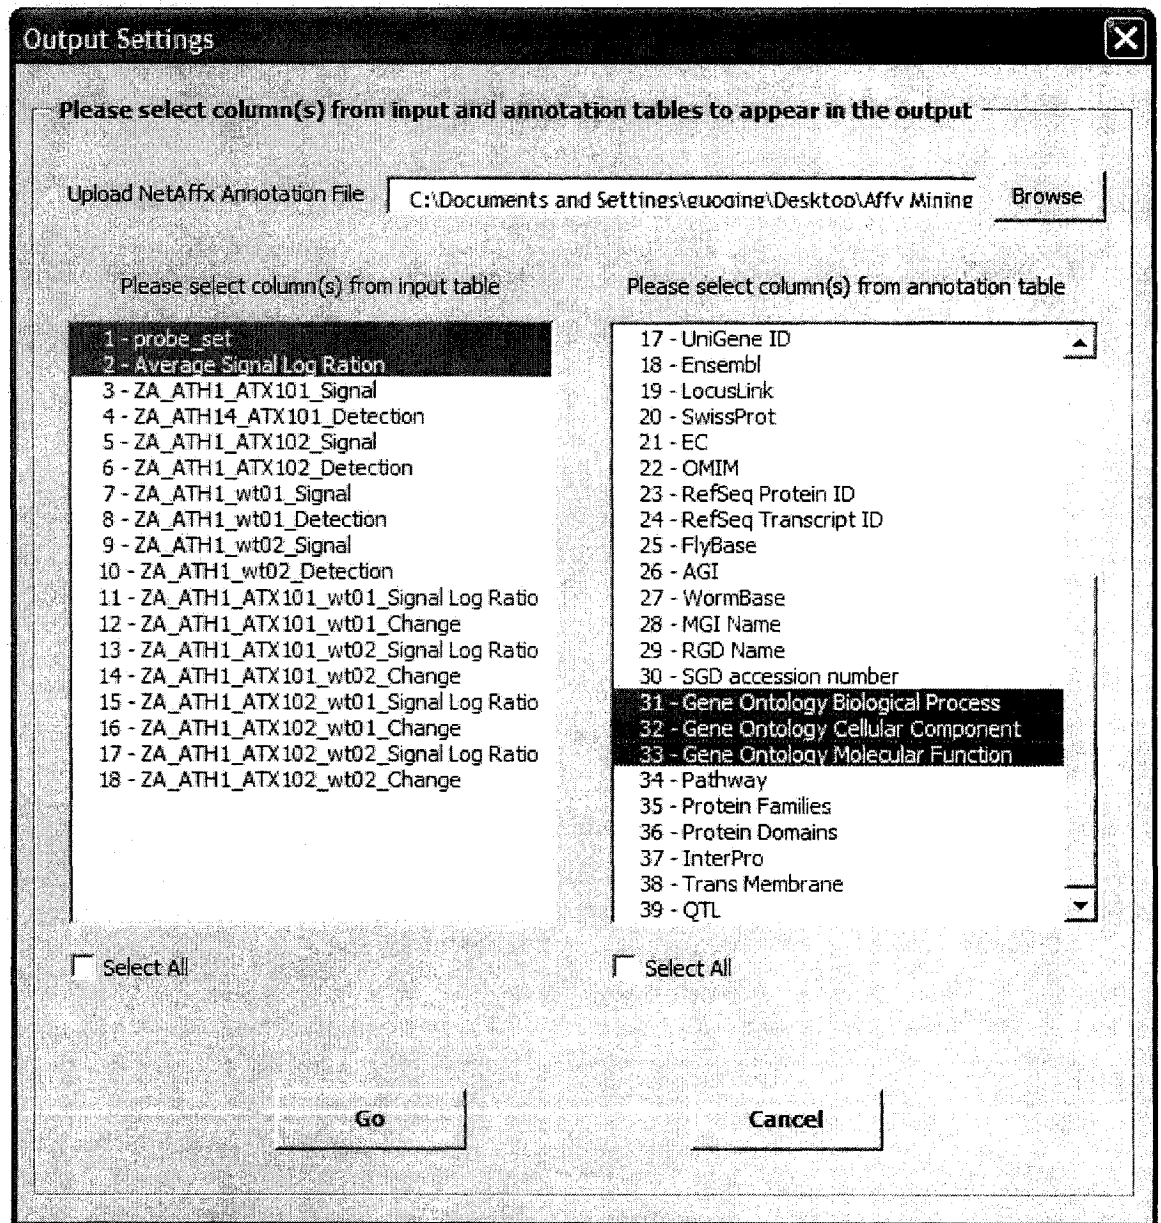 Output Settings
Please select column(s) from input and annotation tables to appear in the output
Upload NetAffx Annotation File
C:\Documents and Settings\guoqing\Desktop\Affy Mining
Browse
Please select column(s) from input table
1 - probe_set
2 - Average Signal Log Ration
3 - ZA_ATH1_ATX101_Signal
4 - ZA_ATH14_ATX101_Detection
5 - ZA_ATH1_ATX102_Signal
6 - ZA_ATH1_ATX102_Detection
7 - ZA_ATH1_wt01_Signal
8 - ZA_ATH1_wt01_Detection
9 - ZA_ATH1_wt02_Signal
10 - ZA_ATH1_wt02_Detection
11 - ZA_ATH1_ATX101_wt01_Signal Log Ratio
12 - ZA_ATH1_ATX101_wt01_Change
13 - ZA_ATH1_ATX101_wt02_Signal Log Ratio
14 - ZA_ATH1_ATX101_wt02_Change
15 - ZA_ATH1_ATX102_wt01_Signal Log Ratio
16 - ZA_ATH1_ATX102_wt01_Change
17 - ZA_ATH1_ATX102_wt02_Signal Log Ratio
18 - ZA_ATH1_ATX102_wt02_Change
Select All
Please select column(s) from annotation table
17 - UniGene ID
18 - Ensembl
19 - LocusLink
20 - SwissProt
21 - EC
22 - OMIM
23 - RefSeq Protein ID
24 - RefSeq Transcript ID
25 - FlyBase
26 - AGI
27 - WormBase
28 - MGI Name
29 - RGD Name
30 - SGD accession number
31 - Gene Ontology Biological Process
32 - Gene Ontology Cellular Component
33 - Gene Ontology Molecular Function
34 - Pathway
35 - Protein Families
36 - Protein Domains
37 - InterPro
38 - Trans Membrane
39 - QTL
Select All
Go
Cancel